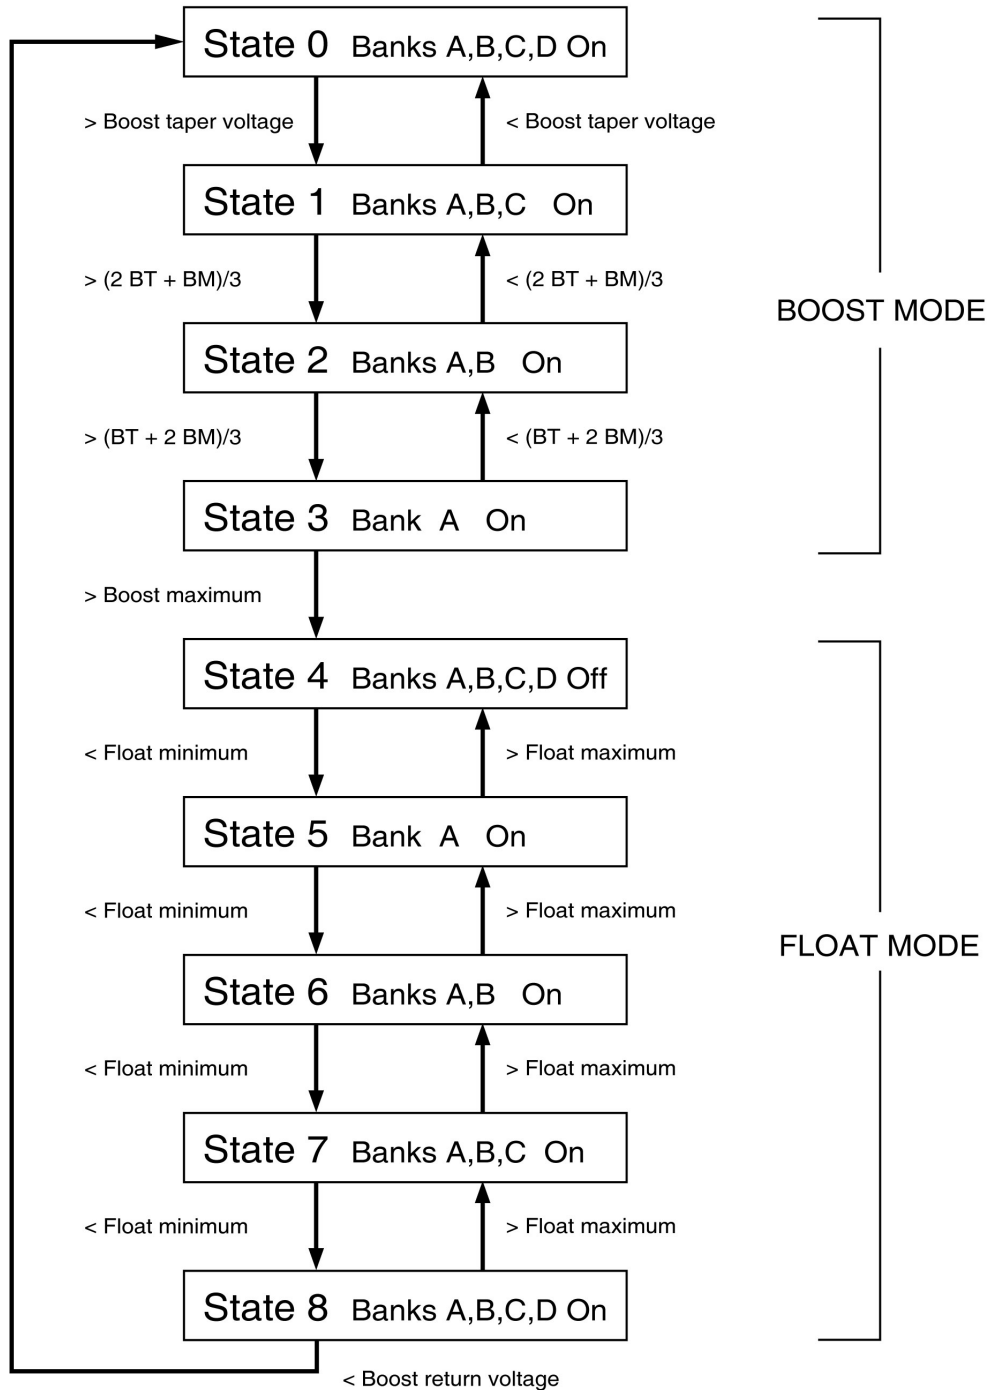 State 0 Banks A,B,C,D On
> Boost taper voltage
< Boost taper voltage
State 1 Banks A,B,C On
> (2 BT + BM)/3
< (2 BT + BM)/3
BOOST MODE
State 2 Banks A,B On
> (BT + 2 BM)/3
< (BT + 2 BM)/3
State 3 Bank A On
> Boost maximum
State 4 Banks A,B,C,D Off
< Float minimum
> Float maximum
State 5 Bank A On
< Float minimum
> Float maximum
FLOAT MODE
State 6 Banks A,B On
< Float minimum
> Float maximum
State 7 Banks A,B,C On
< Float minimum
> Float maximum
State 8 Banks A,B,C,D On
< Boost return voltage